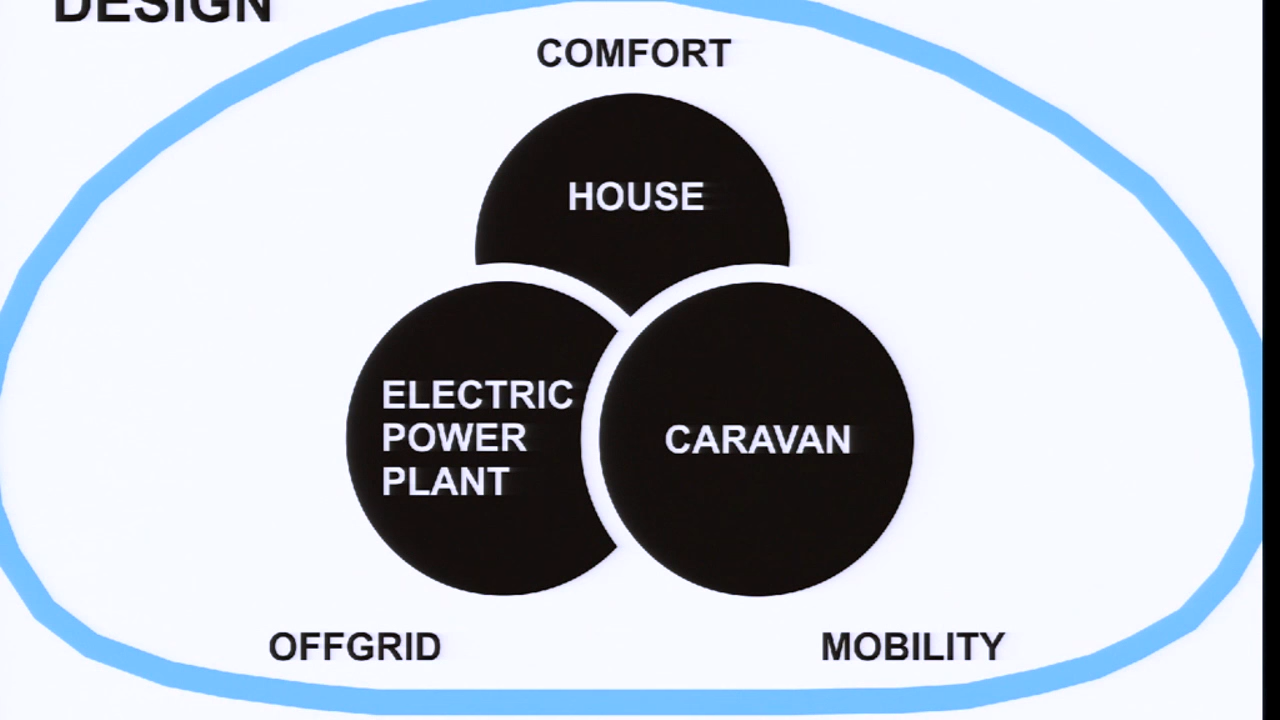 DESIGN
COMFORT
HOUSE
ELECTRIC
POWER
PLANT
CARAVAN
OFFGRID
MOBILITY